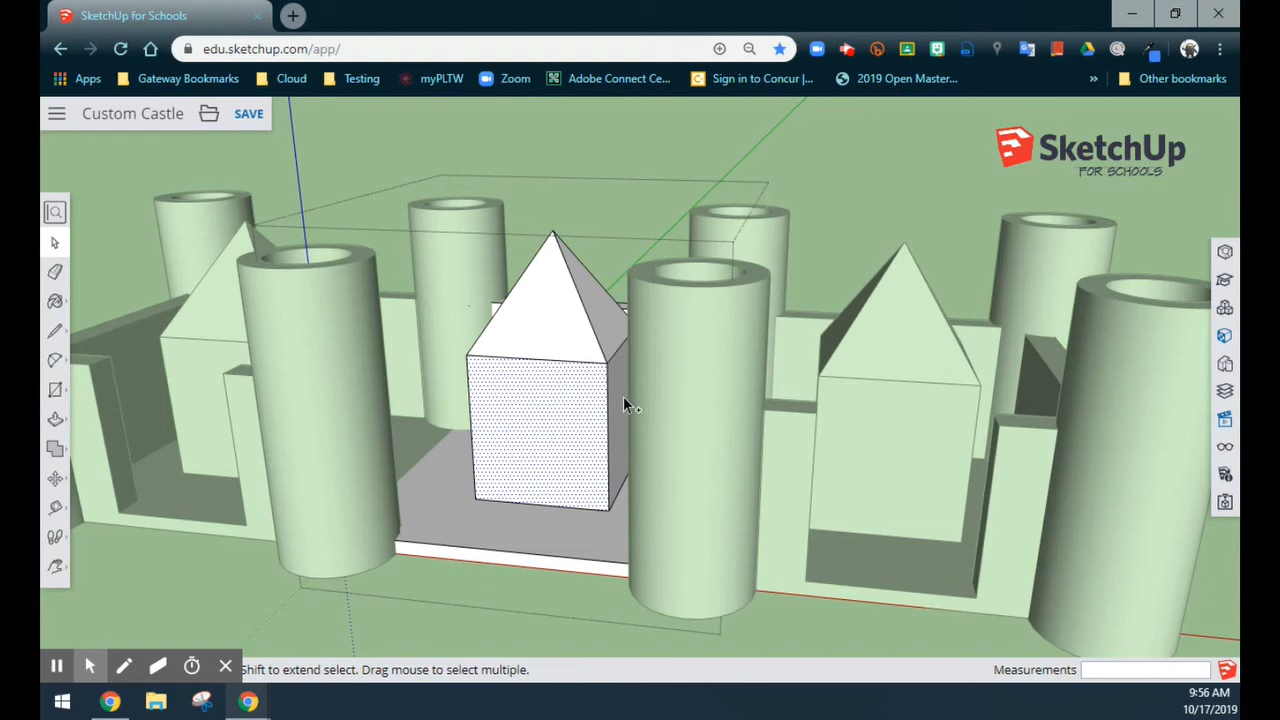 SketchUp for Schools
edu.sketchup.com/app/
Apps Gateway Bookmarks Cloud Testing myPLTW Zoom Adobe Connect Ce... Sign in to Concur |... 2019 Open Master... » Other bookmarks
Custom Castle SAVE
SketchUp
FOR SCHOOLS
Shift to extend select. Drag mouse to select multiple. Measurements
9:56 AM
10/17/2019